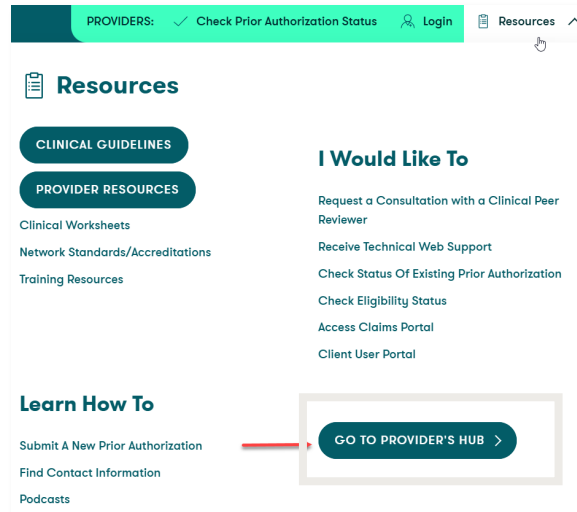 PROVIDERS: Check Prior Authorization Status Login Resources
Resources
CLINICAL GUIDELINES
PROVIDER RESOURCES
Clinical Worksheets
Network Standards/Accreditations
Training Resources
I Would Like To
Request a Consultation with a Clinical Peer
Reviewer
Receive Technical Web Support
Check Status Of Existing Prior Authorization
Check Eligibility Status
Access Claims Portal
Client User Portal
Learn How To
Submit A New Prior Authorization
Find Contact Information
Podcasts
GO TO PROVIDER'S HUB